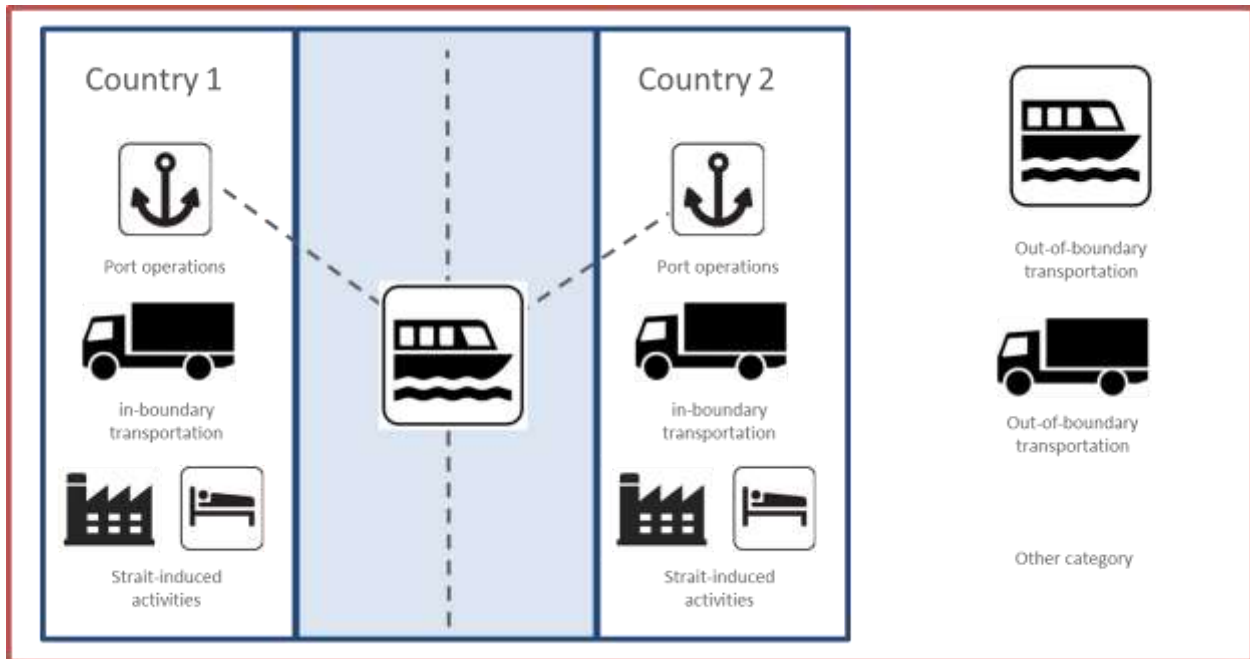 Country 1
Port operations
in-boundary
transportation
Strait-induced
activities
Country 2
Port operations
in-boundary
transportation
Strait-induced
activities
Out-of-boundary
transportation
Out-of-boundary
transportation
Other category